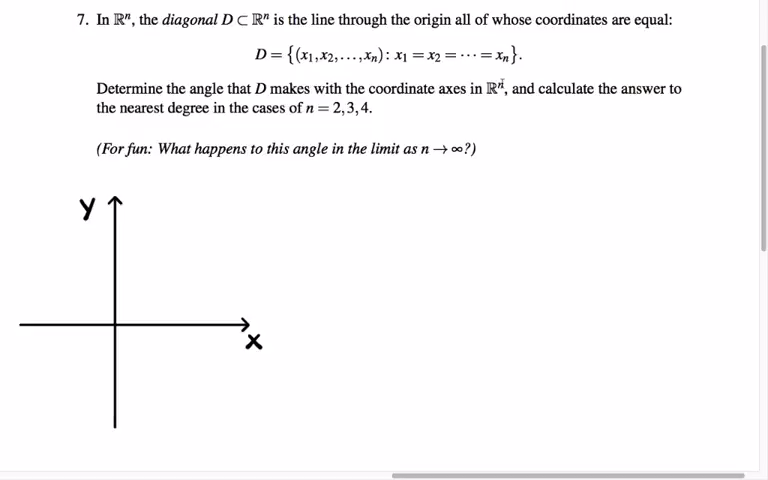 7. In ℝⁿ, the diagonal D ⊂ ℝⁿ is the line through the origin all of whose coordinates are equal:
D = {(x₁,x₂,…,xₙ): x₁ = x₂ = ⋯ = xₙ}.
Determine the angle that D makes with the coordinate axes in ℝⁿ, and calculate the answer to
the nearest degree in the cases of n = 2,3,4.
(For fun: What happens to this angle in the limit as n → ∞?)
y
x